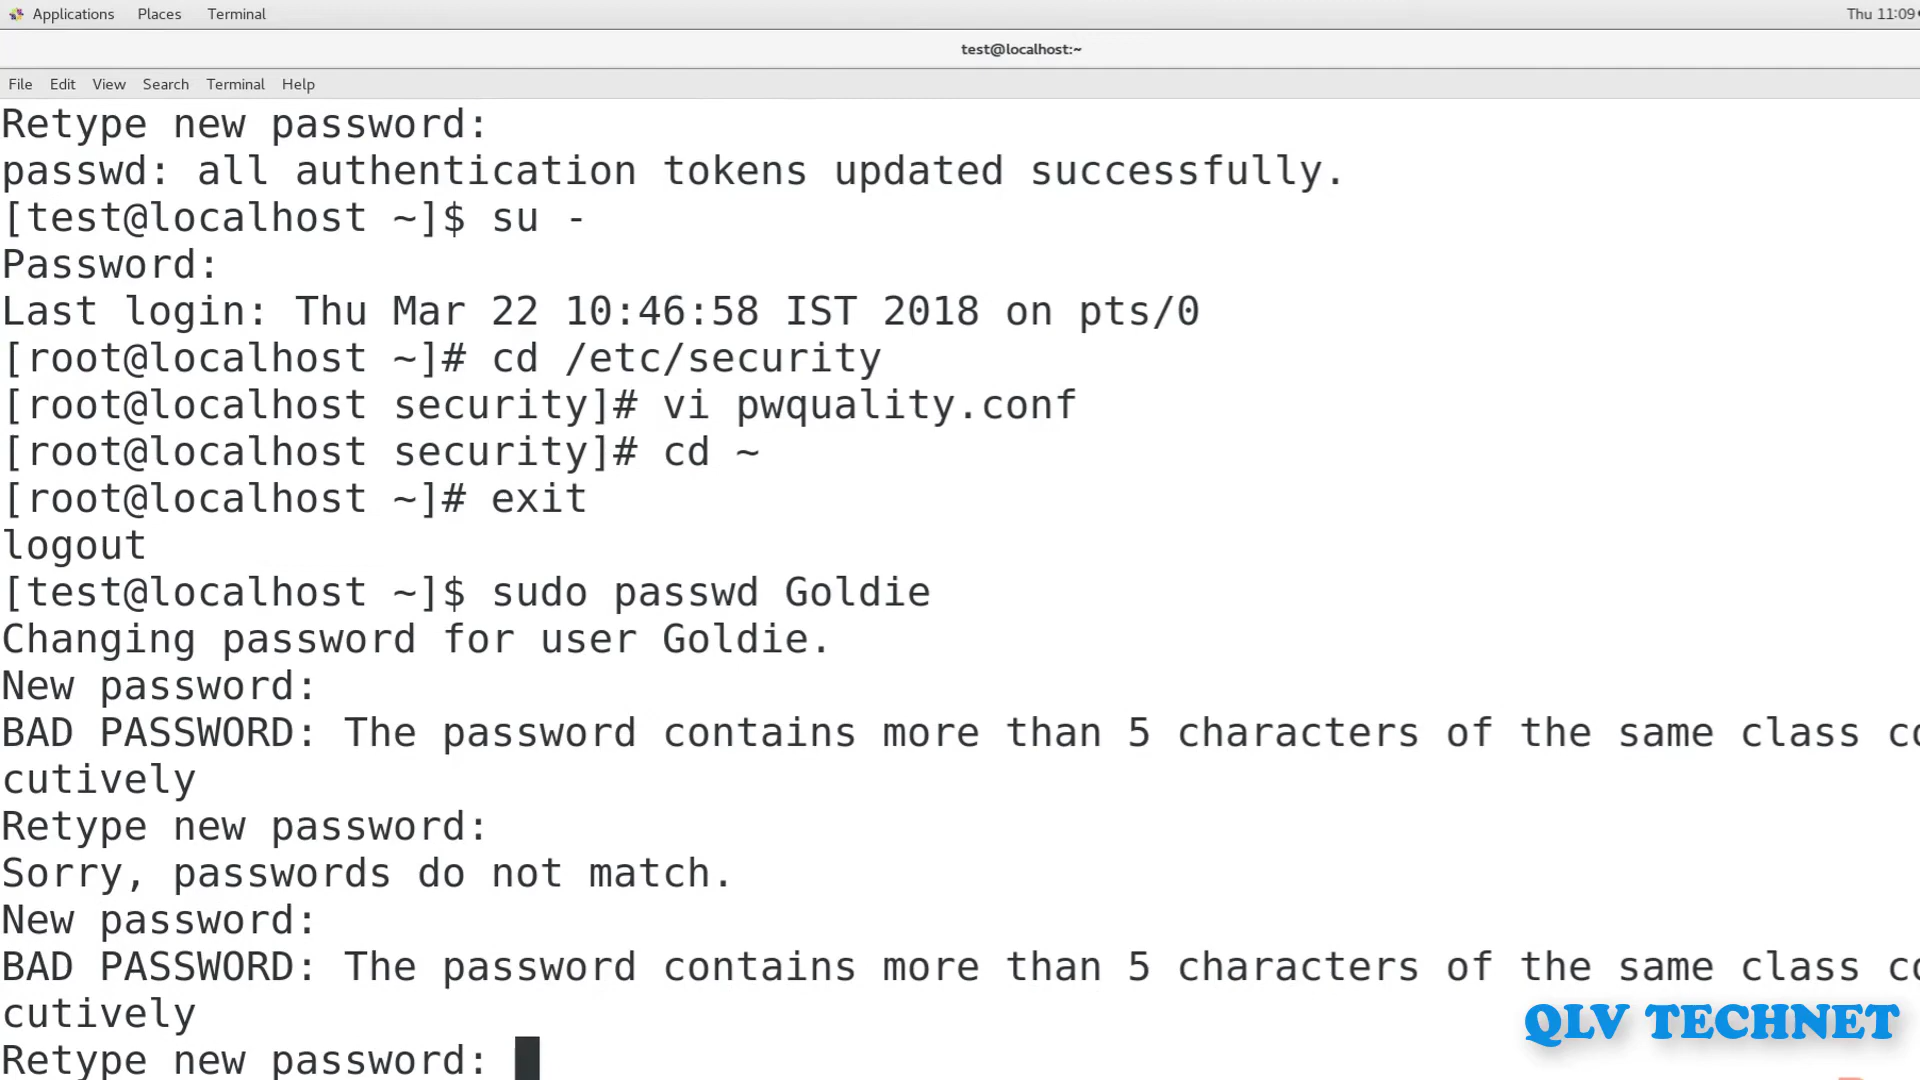 Applications Places Terminal Thu 11:09
test@localhost:~
File Edit View Search Terminal Help
Retype new password:
passwd: all authentication tokens updated successfully.
[test@localhost ~]$ su -
Password:
Last login: Thu Mar 22 10:46:58 IST 2018 on pts/0
[root@localhost ~]# cd /etc/security
[root@localhost security]# vi pwquality.conf
[root@localhost security]# cd ~
[root@localhost ~]# exit
logout
[test@localhost ~]$ sudo passwd Goldie
Changing password for user Goldie.
New password:
BAD PASSWORD: The password contains more than 5 characters of the same class co
cutively
Retype new password:
Sorry, passwords do not match.
New password:
BAD PASSWORD: The password contains more than 5 characters of the same class co
cutively
QLV TECHNET
Retype new password: